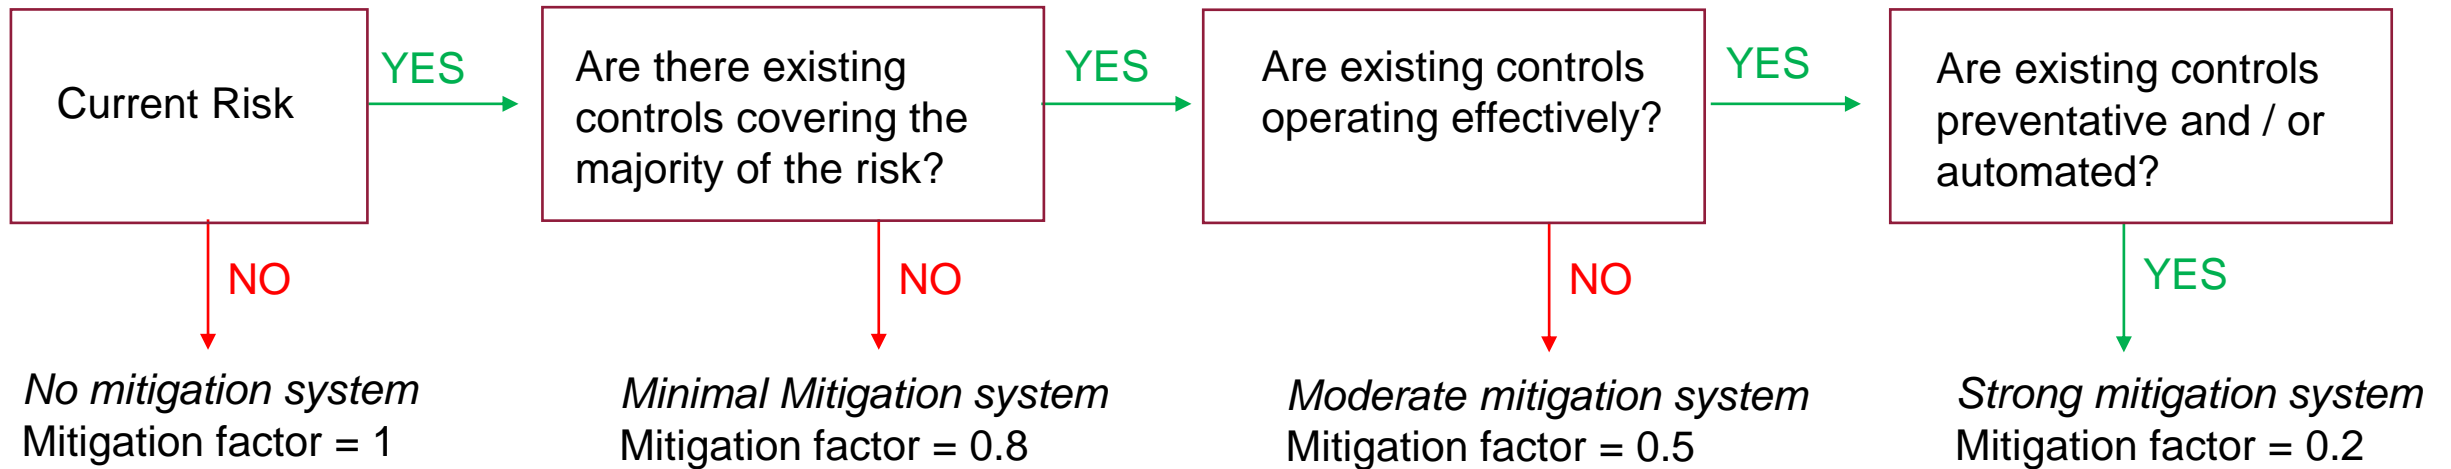 Current Risk
YES
Are there existing
controls covering the
majority of the risk?
YES
Are existing controls
operating effectively?
YES
Are existing controls
preventative and / or
automated?
NO
NO
NO
YES
No mitigation system
Mitigation factor = 1
Minimal Mitigation system
Mitigation factor = 0.8
Moderate mitigation system
Mitigation factor = 0.5
Strong mitigation system
Mitigation factor = 0.2